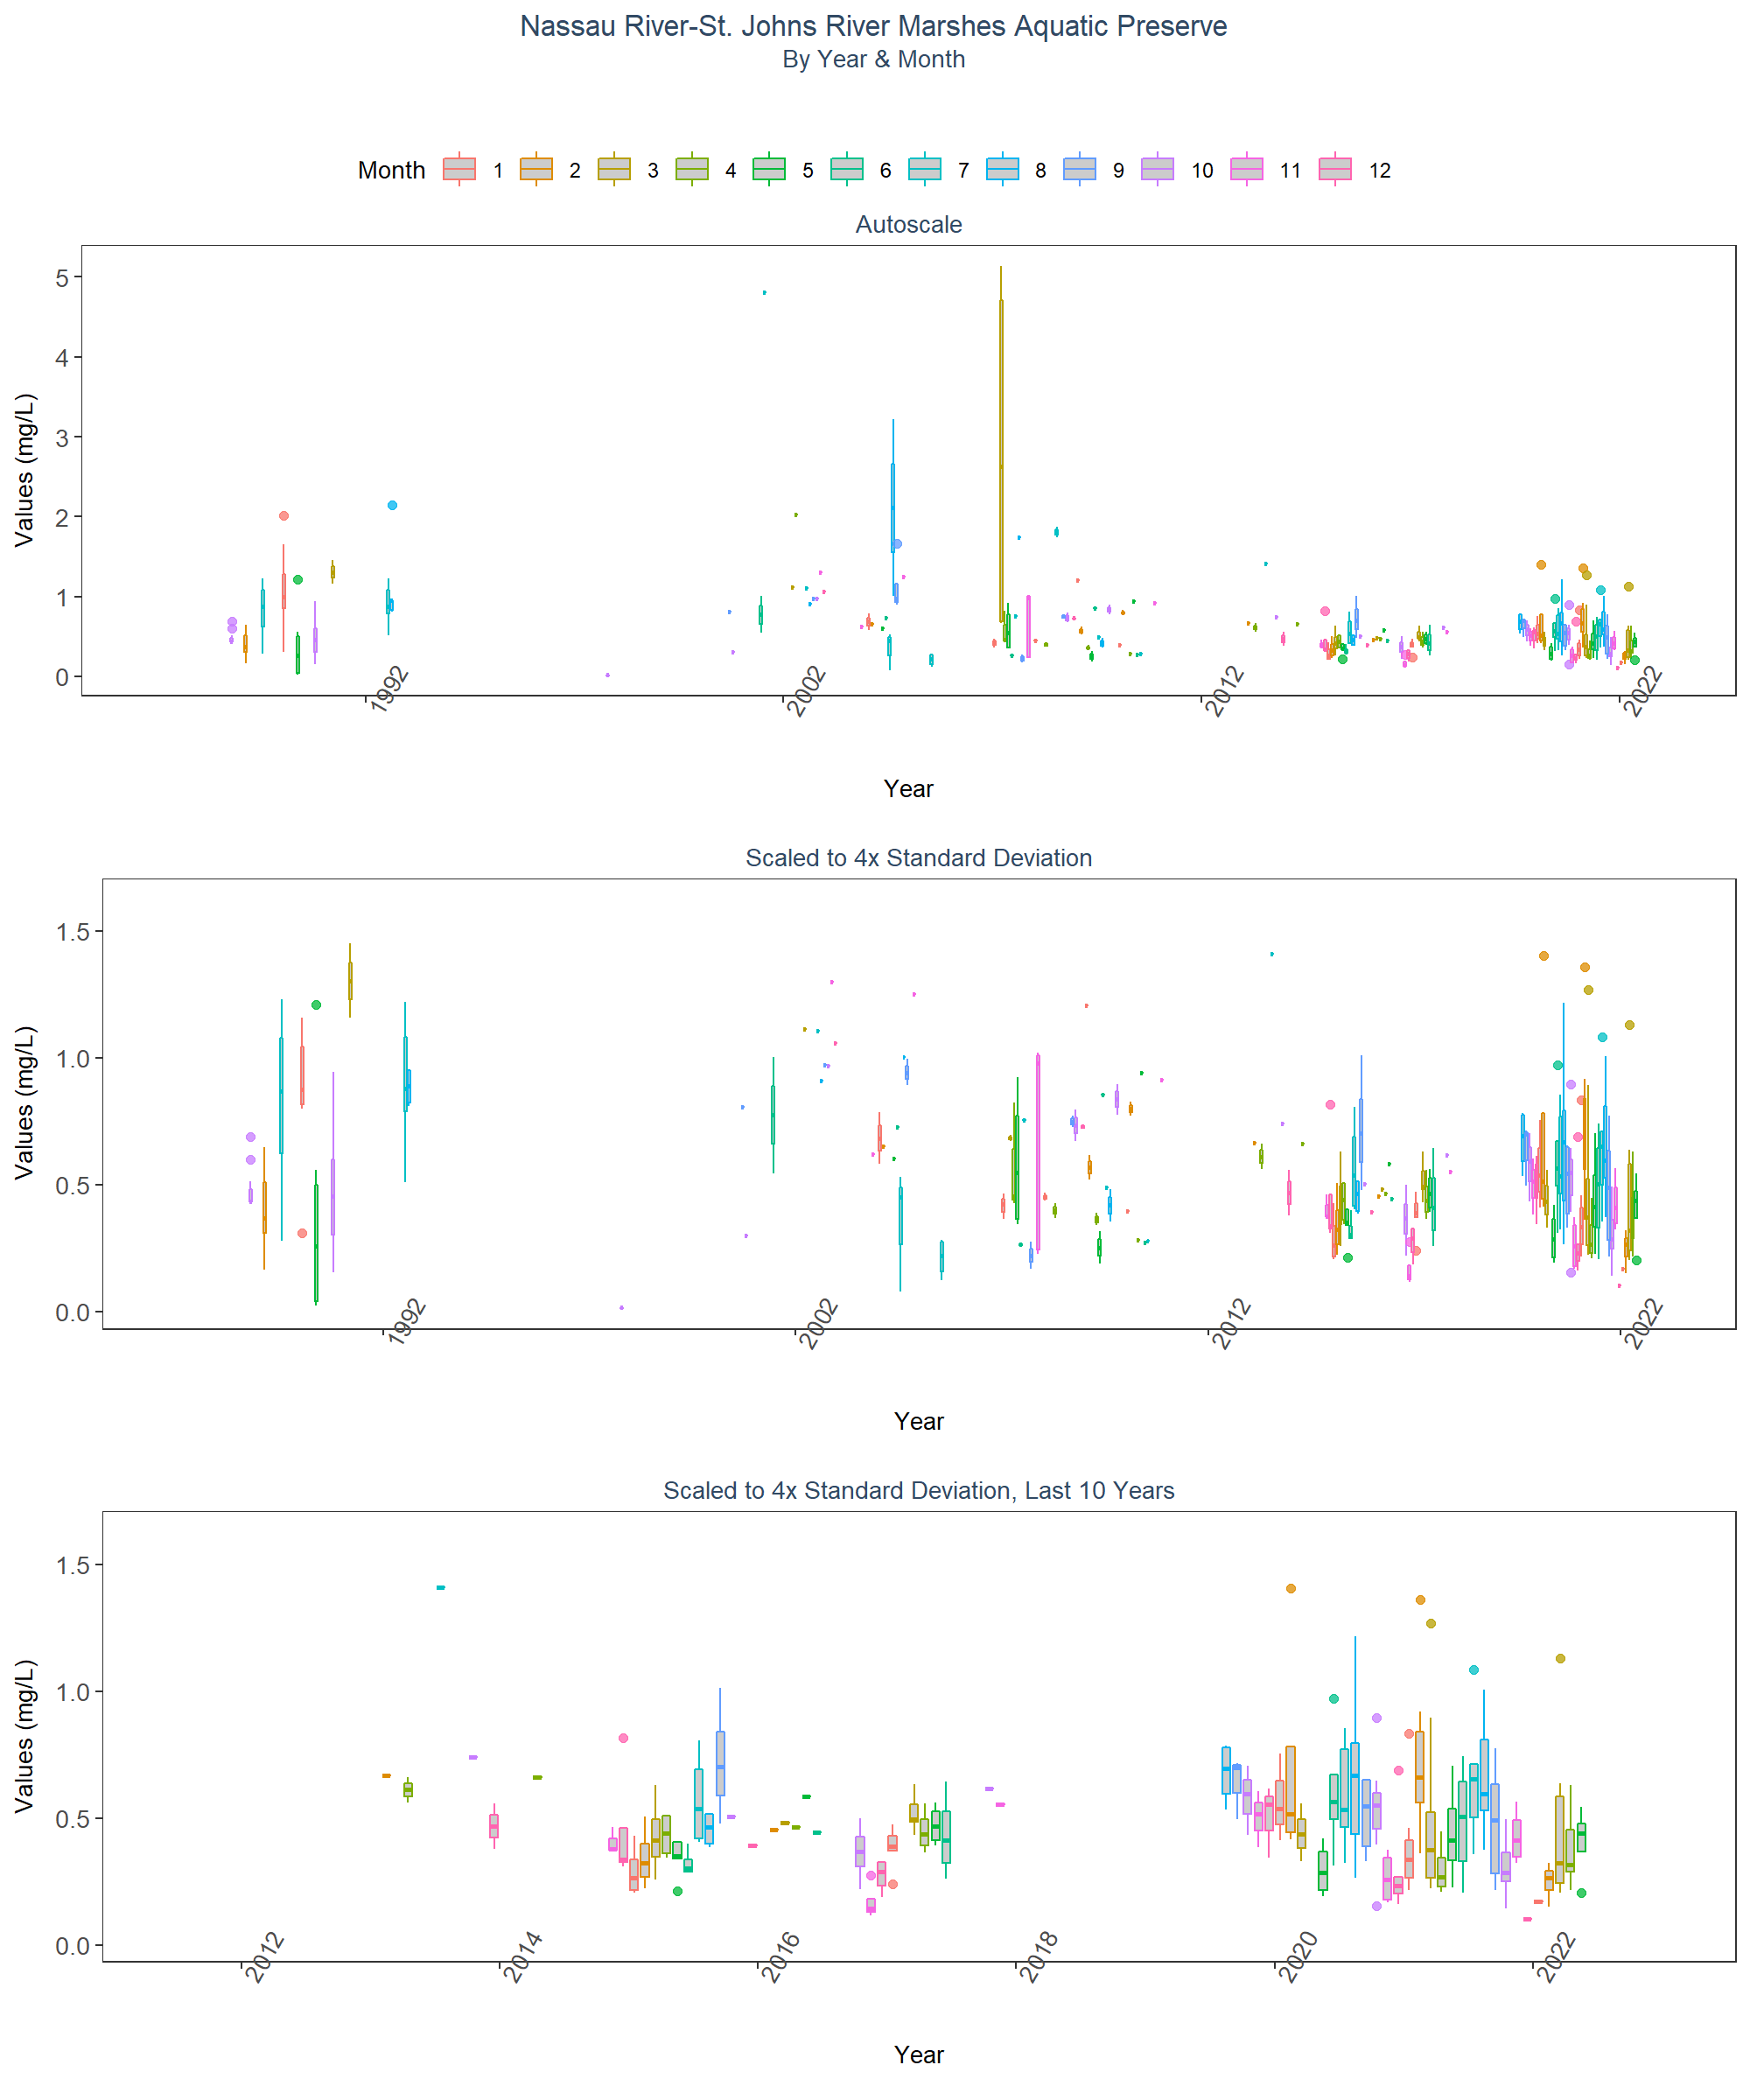 Nassau River-St. Johns River Marshes Aquatic Preserve
By Year & Month
Month 1 2 3 4 5 6 7 8 9 10 11 12
Autoscale
Values (mg/L)
5
4
3
2
1
0
1992 2002 2012 2022
Year
Scaled to 4x Standard Deviation
Values (mg/L)
1.5
1.0
0.5
0.0
1992 2002 2012 2022
Year
Scaled to 4x Standard Deviation, Last 10 Years
Values (mg/L)
1.5
1.0
0.5
0.0
2012 2014 2016 2018 2020 2022
Year